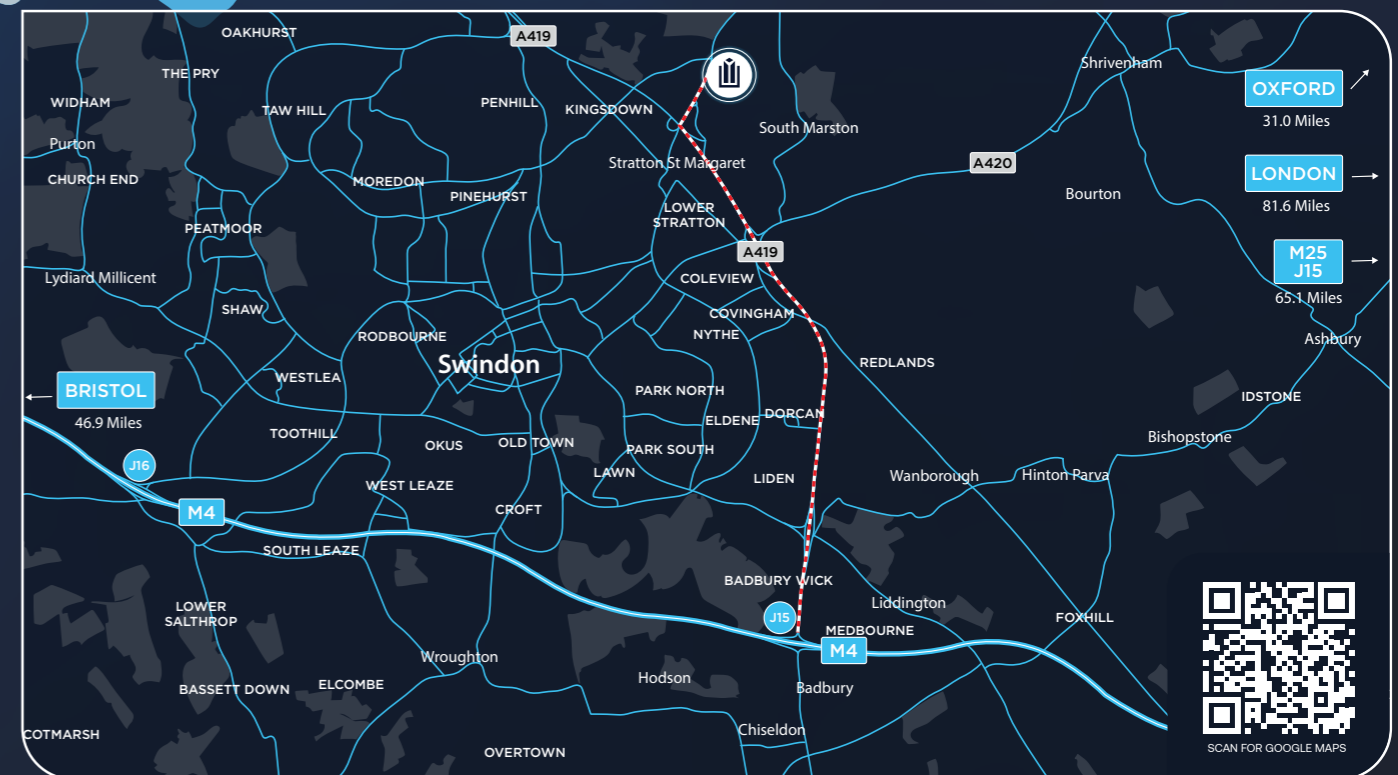 OAKHURST
A419
THE PRY
Shrivenham
OXFORD
31.0 Miles
WIDHAM
TAW HILL
PENHILL
KINGSDOWN
South Marston
Purton
Stratton St Margaret
A420
CHURCH END
MOREDON
PINEHURST
LONDON
81.6 Miles
Bourton
LOWER
STRATTON
PEATMOOR
A419
M25
J15
65.1 Miles
Lydiard Millicent
COLEVIEW
SHAW
COVINGHAM
RODBOURNE
NYTHE
Ashbury
Swindon
REDLANDS
WESTLEA
BRISTOL
46.9 Miles
PARK NORTH
IDSTONE
ELDENE
DORCAN
TOOTHILL
OKUS
OLD TOWN
PARK SOUTH
Bishopstone
J16
LAWN
LIDEN
Wanborough
Hinton Parva
WEST LEAZE
M4
CROFT
SOUTH LEAZE
BADBURY WICK
LOWER
SALTHROP
J15
Liddington
MEDBOURNE
FOXHILL
M4
Wroughton
Hodson
Badbury
BASSETT DOWN
ELCOMBE
COTMARSH
Chiseldon
OVERTOWN
SCAN FOR GOOGLE MAPS